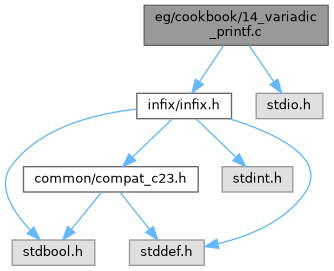 eg/cookbook/14_variadic
_printf.c
infix/infix.h
stdio.h
common/compat_c23.h
stdint.h
stdbool.h
stddef.h